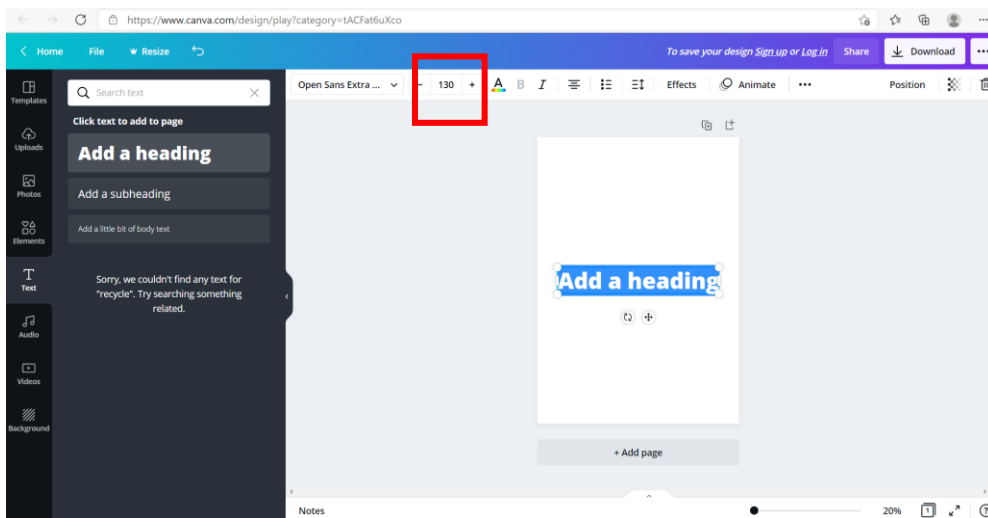 https://www.canva.com/design/play?category=tACFat6uXco
Home File Resize To save your design Sign up or Log in Share Download
Templates
Uploads
Photos
Elements
Text
Audio
Videos
Background
Search text
Click text to add to page
Add a heading
Add a subheading
Add a little bit of body text
Sorry, we couldn't find any text for
"recycle". Try searching something
related.
Open Sans Extra ... – 130 + A B I Effects Animate ••• Position
Add a heading
+ Add page
Notes 20% 1 ?